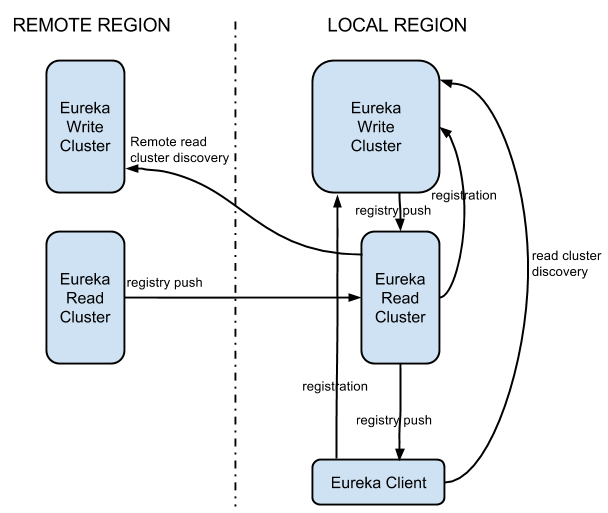 REMOTE REGION
LOCAL REGION
Eureka
Write
Cluster
Eureka
Write
Cluster
Remote read
cluster discovery
registration
registry push
read cluster
discovery
Eureka
Read
Cluster
registry push
Eureka
Read
Cluster
registration
registry push
Eureka Client